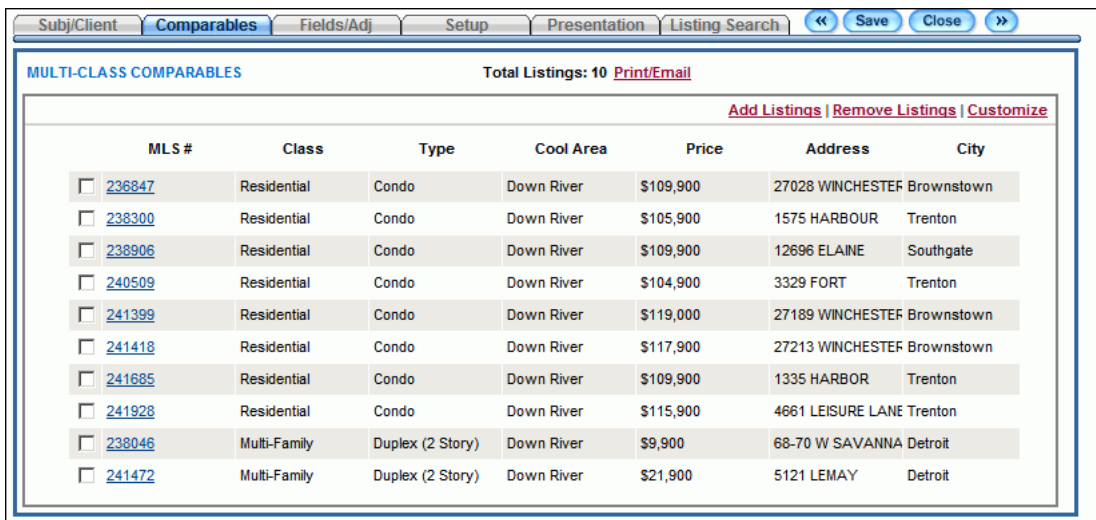 Subj/Client Comparables Fields/Adj Setup Presentation Listing Search « Save Close »
MULTI-CLASS COMPARABLES Total Listings: 10 Print/Email
Add Listings | Remove Listings | Customize
MLS # Class Type Cool Area Price Address City
236847 Residential Condo Down River $109,900 27028 WINCHESTER Brownstown
238300 Residential Condo Down River $105,900 1575 HARBOUR Trenton
238906 Residential Condo Down River $109,900 12696 ELAINE Southgate
240509 Residential Condo Down River $104,900 3329 FORT Trenton
241399 Residential Condo Down River $119,000 27189 WINCHESTER Brownstown
241418 Residential Condo Down River $117,900 27213 WINCHESTER Brownstown
241685 Residential Condo Down River $109,900 1335 HARBOR Trenton
241928 Residential Condo Down River $115,900 4661 LEISURE LANE Trenton
238046 Multi-Family Duplex (2 Story) Down River $9,900 68-70 W SAVANNA Detroit
241472 Multi-Family Duplex (2 Story) Down River $21,900 5121 LEMAY Detroit